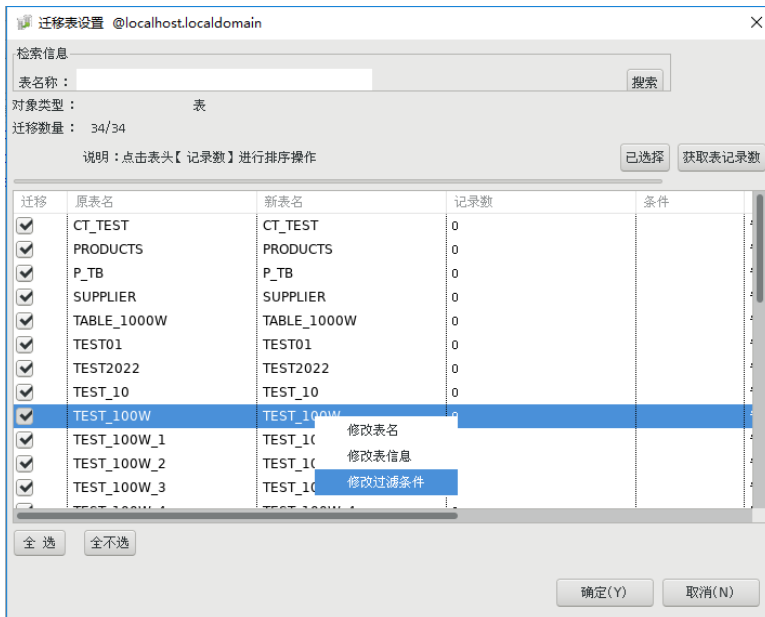 迁移表设置 @localhost.localdomain
检索信息
表名称： 搜索
对象类型： 表
迁移数量： 34/34
说明：点击表头【 记录数】进行排序操作 已选择 获取表记录数
迁移 原表名 新表名 记录数 条件
CT_TEST CT_TEST 0
PRODUCTS PRODUCTS 0
P_TB P_TB 0
SUPPLIER SUPPLIER 0
TABLE_1000W TABLE_1000W 0
TEST01 TEST01 0
TEST2022 TEST2022 0
TEST_10 TEST_10 0
TEST_100W TEST_100W
修改表名
TEST_100W_1 TEST_10
修改表信息
TEST_100W_2 TEST_10
修改过滤条件
TEST_100W_3 TEST_10
全 选 全不选
确定(Y) 取消(N)